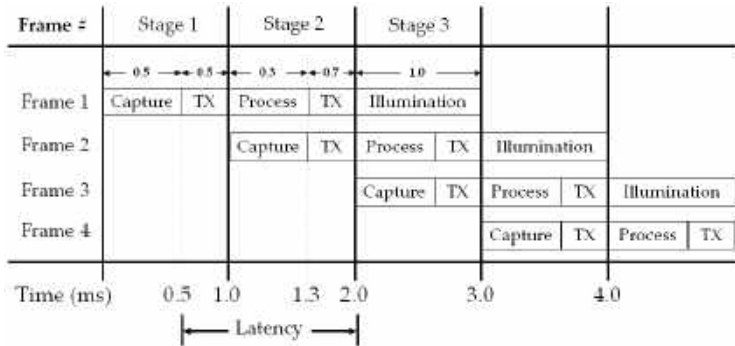 Frame # Stage 1 Stage 2 Stage 3
0.5 0.5 0.3 0.7 1.0
Frame 1 Capture TX Process TX Illumination
Frame 2 Capture TX Process TX Illumination
Frame 3 Capture TX Process TX Illumination
Frame 4 Capture TX Process TX
Time (ms) 0.5 1.0 1.3 2.0 3.0 4.0
Latency